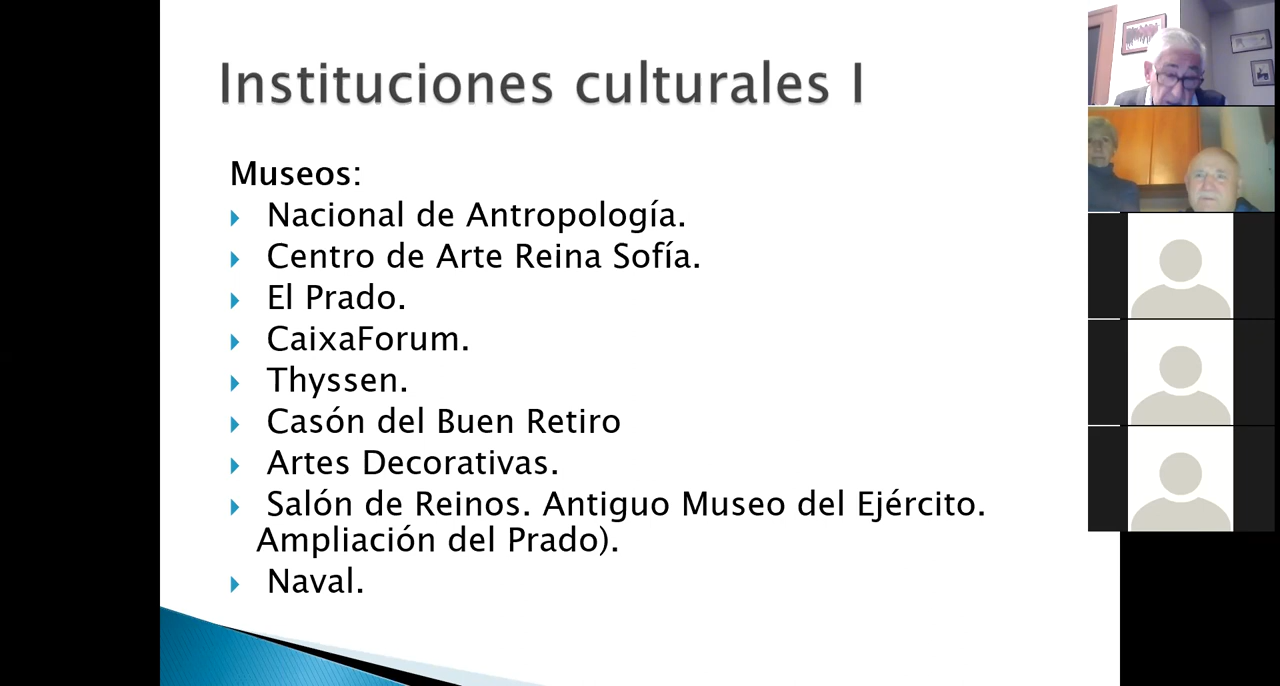 Instituciones culturales I
Museos:
Nacional de Antropología.
Centro de Arte Reina Sofía.
El Prado.
CaixaForum.
Thyssen.
Casón del Buen Retiro
Artes Decorativas.
Salón de Reinos. Antiguo Museo del Ejército.
Ampliación del Prado).
Naval.